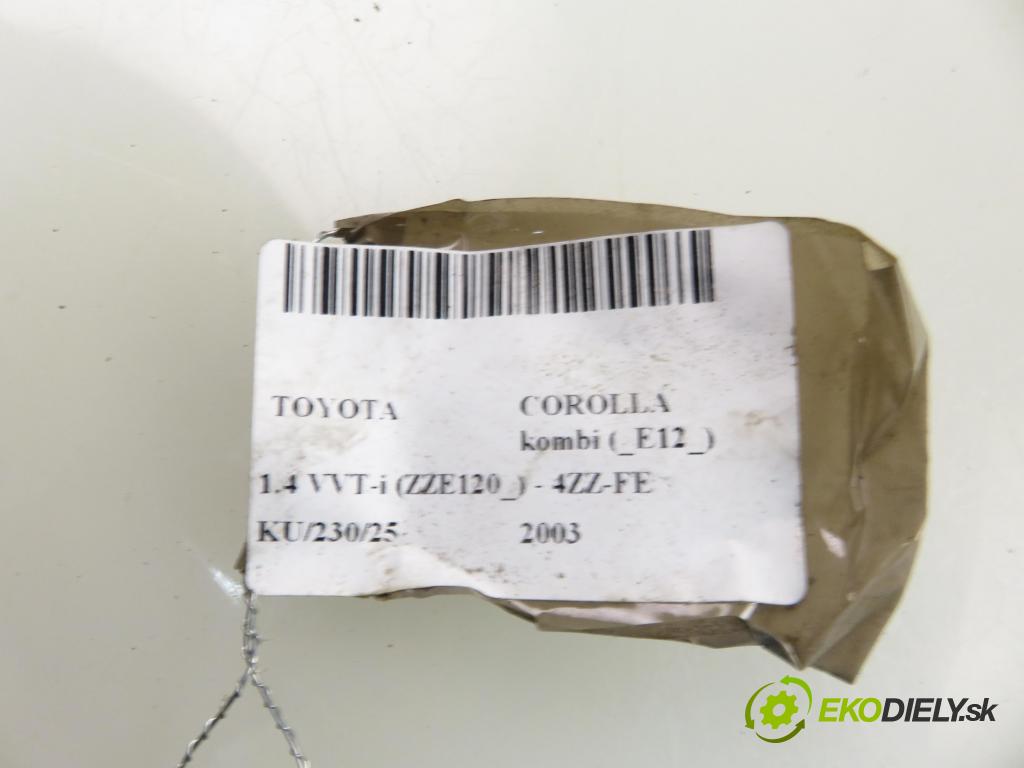 TOYOTA COROLLA
kombi (_E12_)
1.4 VVT-i (ZZE120_) - 4ZZ-FE
KU/230/25 2003
EKODIELY.sk